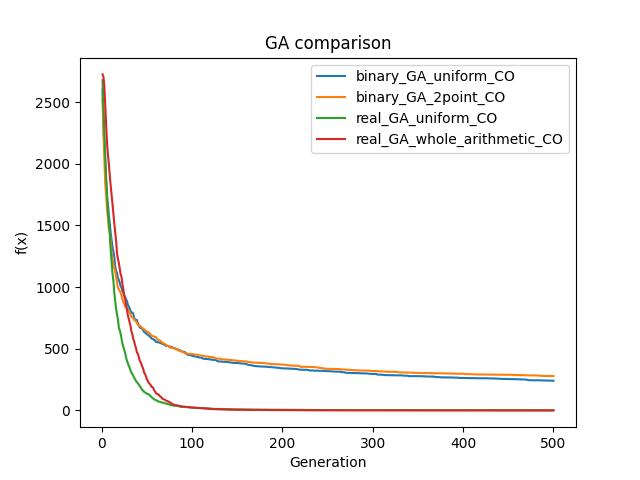 GA comparison
binary_GA_uniform_CO
binary_GA_2point_CO
real_GA_uniform_CO
real_GA_whole_arithmetic_CO
f(x)
2500
2000
1500
1000
500
0
0 100 200 300 400 500
Generation